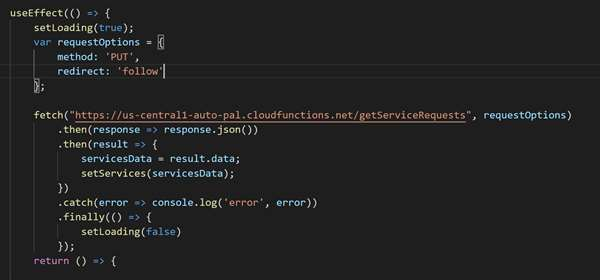 useEffect(() => {
    setLoading(true);
    var requestOptions = {
        method: 'PUT',
        redirect: 'follow'
    };

    fetch("https://us-central1-auto-pal.cloudfunctions.net/getServiceRequests", requestOptions)
        .then(response => response.json())
        .then(result => {
            servicesData = result.data;
            setServices(servicesData);
        })
        .catch(error => console.log('error', error))
        .finally(() => {
            setLoading(false)
        });
    return () => {